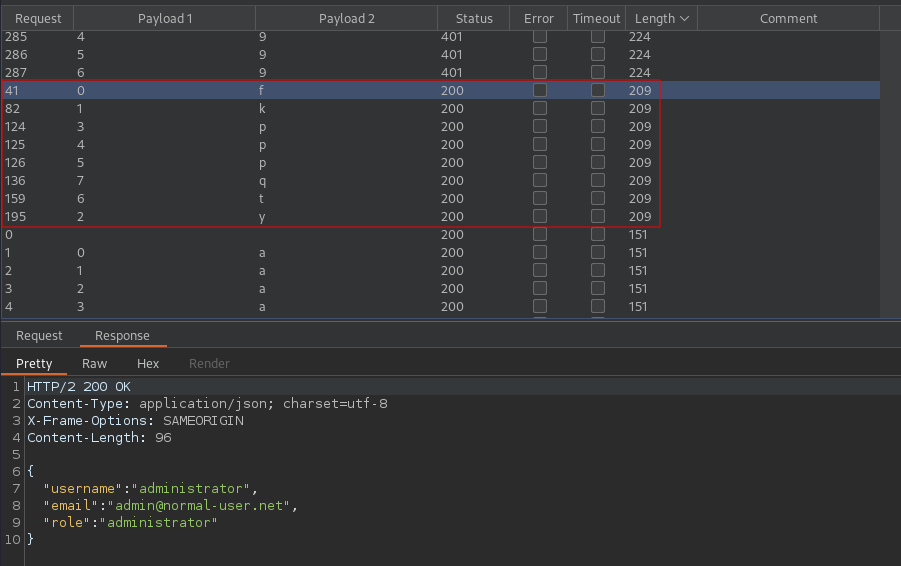 Request Payload 1 Payload 2 Status Error Timeout Length Comment
285 4 9 401 224
286 5 9 401 224
287 6 9 401 224
41 0 f 200 209
82 1 k 200 209
124 3 p 200 209
125 4 p 200 209
126 5 p 200 209
136 7 q 200 209
159 6 t 200 209
195 2 y 200 209
0 200 151
1 0 a 200 151
2 1 a 200 151
3 2 a 200 151
4 3 a 200 151
Request Response
Pretty Raw Hex Render
1 HTTP/2 200 OK
2 Content-Type: application/json; charset=utf-8
3 X-Frame-Options: SAMEORIGIN
4 Content-Length: 96
5
6 {
7 "username":"administrator",
8 "email":"admin@normal-user.net",
9 "role":"administrator"
10 }